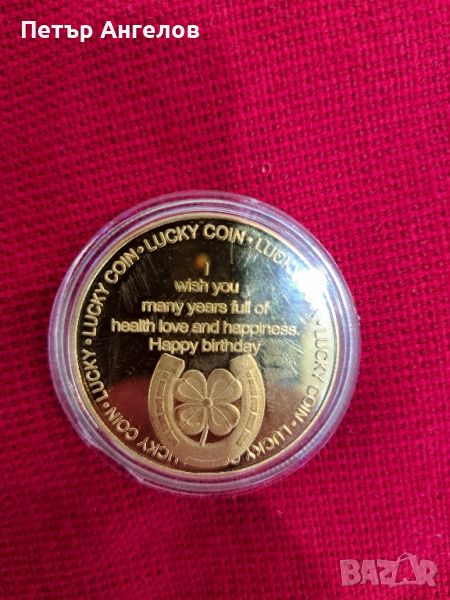 Петър Ангелов
LUCKY • LUCKY COIN • LUCKY COIN • LUCKY COIN • LUCKY COIN
I
wish you
many years full of
health love and happiness.
Happy birthday
BAZAR